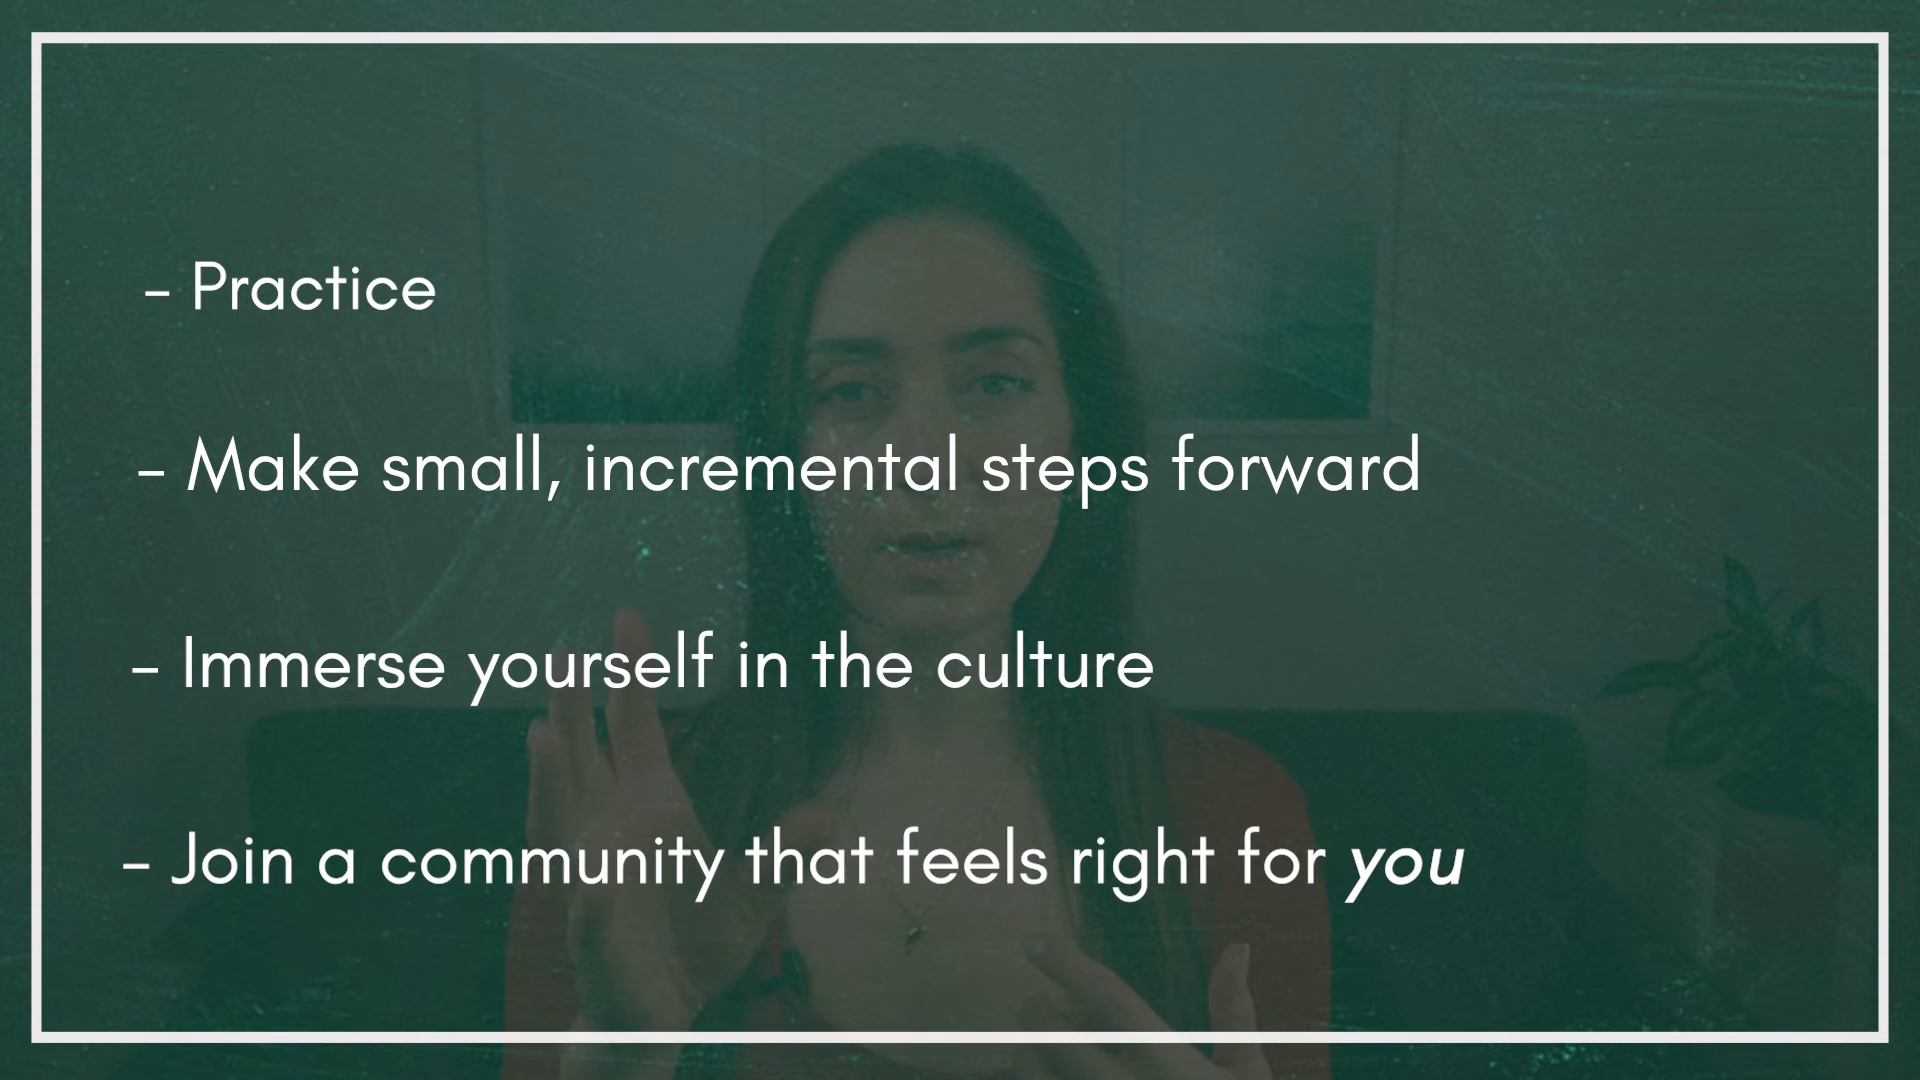 - Practice
- Make small, incremental steps forward
- Immerse yourself in the culture
- Join a community that feels right for you